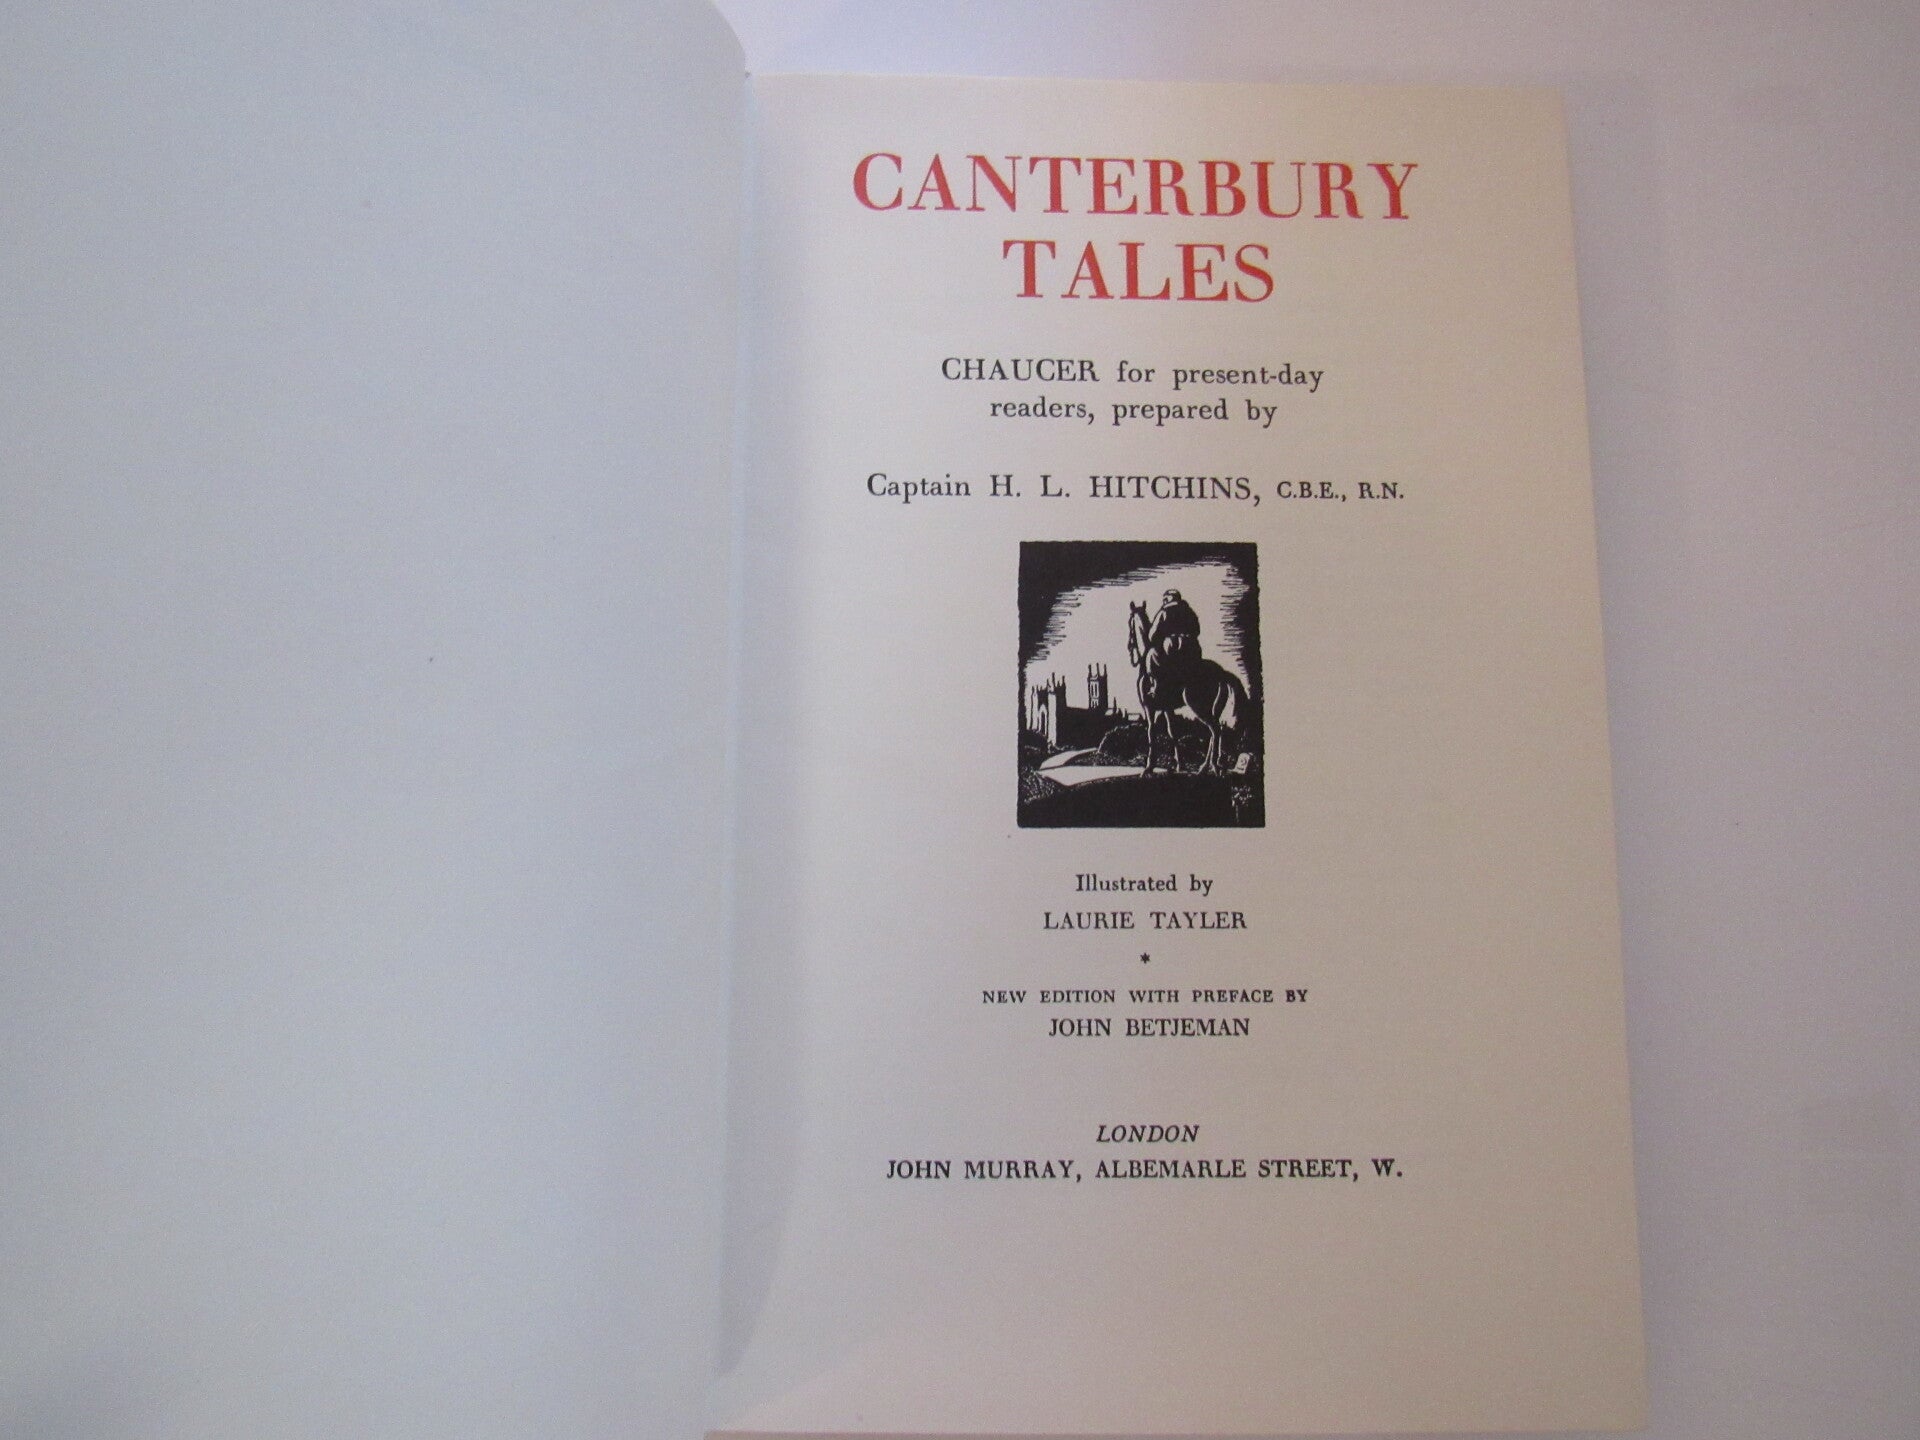 CANTERBURY
TALES
CHAUCER for present-day
readers, prepared by
Captain H. L. HITCHINS, C.B.E., R.N.
Illustrated by
LAURIE TAYLER
*
NEW EDITION WITH PREFACE BY
JOHN BETJEMAN
LONDON
JOHN MURRAY, ALBEMARLE STREET, W.